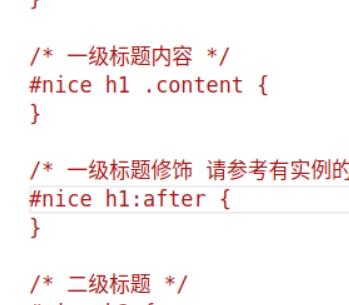 }
/* 一级标题内容 */
#nice h1 .content {
}
/* 一级标题修饰 请参考有实例的
#nice h1:after {
}
/* 二级标题 */